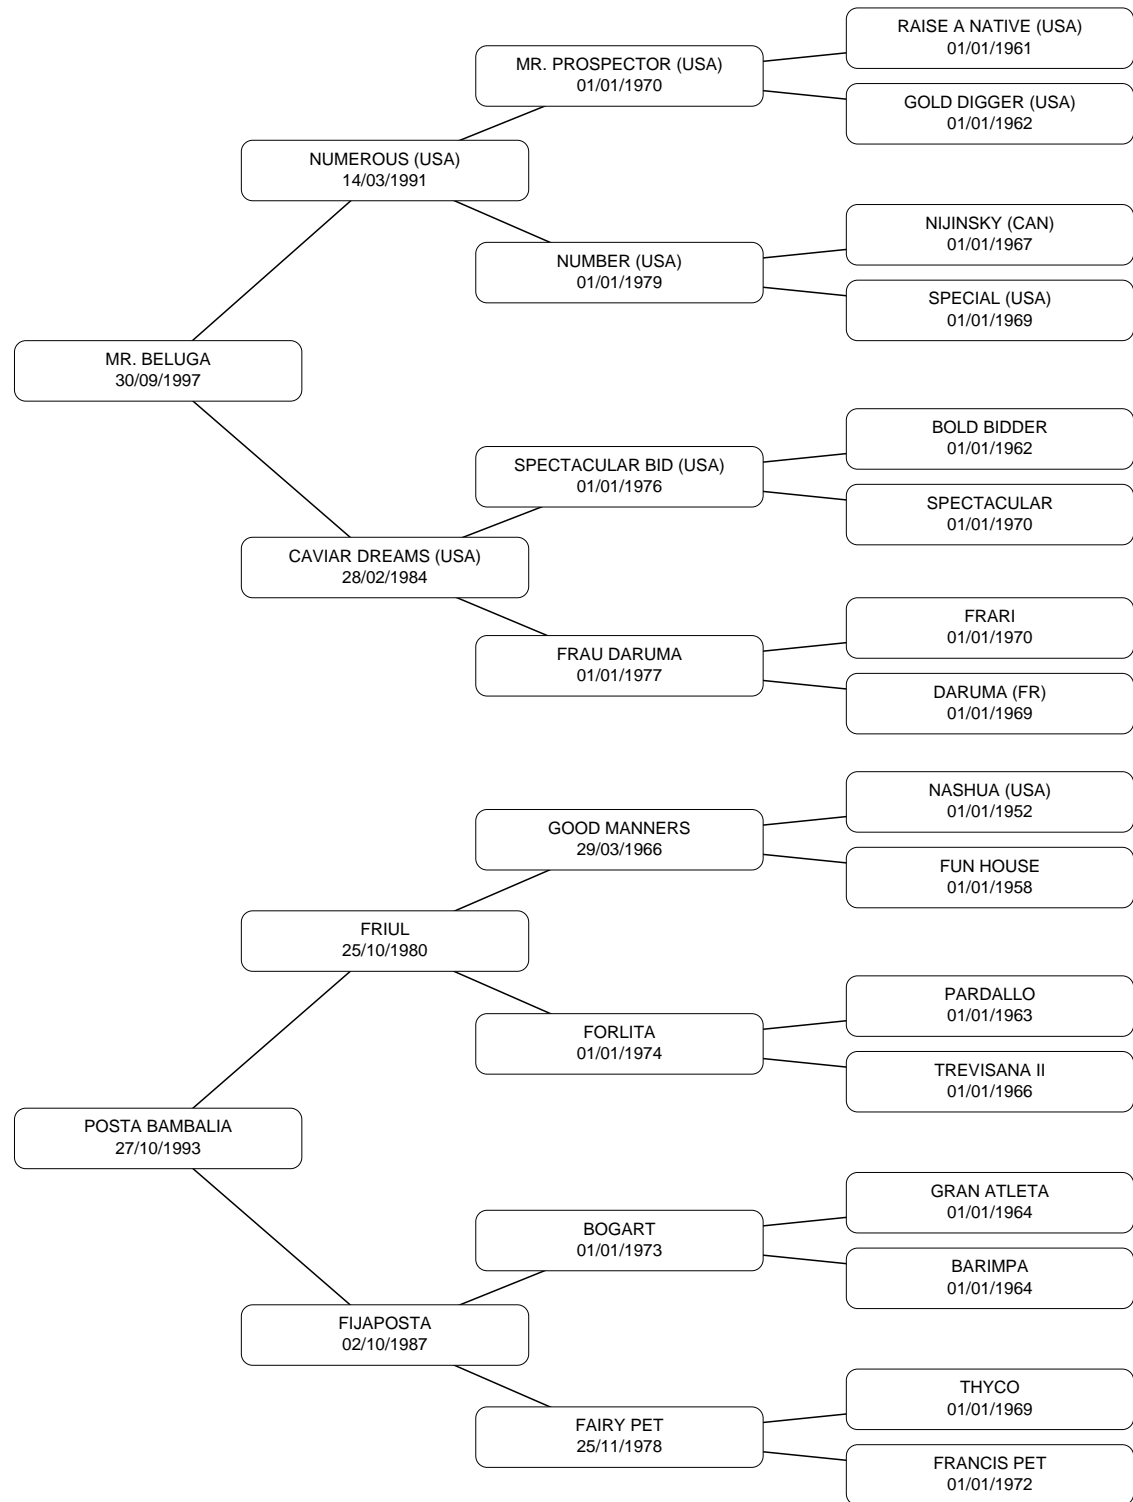 RAISE A NATIVE (USA)
01/01/1961
MR. PROSPECTOR (USA)
01/01/1970
GOLD DIGGER (USA)
01/01/1962
NUMEROUS (USA)
14/03/1991
NIJINSKY (CAN)
01/01/1967
NUMBER (USA)
01/01/1979
SPECIAL (USA)
01/01/1969
MR. BELUGA
30/09/1997
BOLD BIDDER
01/01/1962
SPECTACULAR BID (USA)
01/01/1976
SPECTACULAR
01/01/1970
CAVIAR DREAMS (USA)
28/02/1984
FRARI
01/01/1970
FRAU DARUMA
01/01/1977
DARUMA (FR)
01/01/1969
NASHUA (USA)
01/01/1952
GOOD MANNERS
29/03/1966
FUN HOUSE
01/01/1958
FRIUL
25/10/1980
PARDALLO
01/01/1963
FORLITA
01/01/1974
TREVISANA II
01/01/1966
POSTA BAMBALIA
27/10/1993
GRAN ATLETA
01/01/1964
BOGART
01/01/1973
BARIMPA
01/01/1964
FIJAPOSTA
02/10/1987
THYCO
01/01/1969
FAIRY PET
25/11/1978
FRANCIS PET
01/01/1972